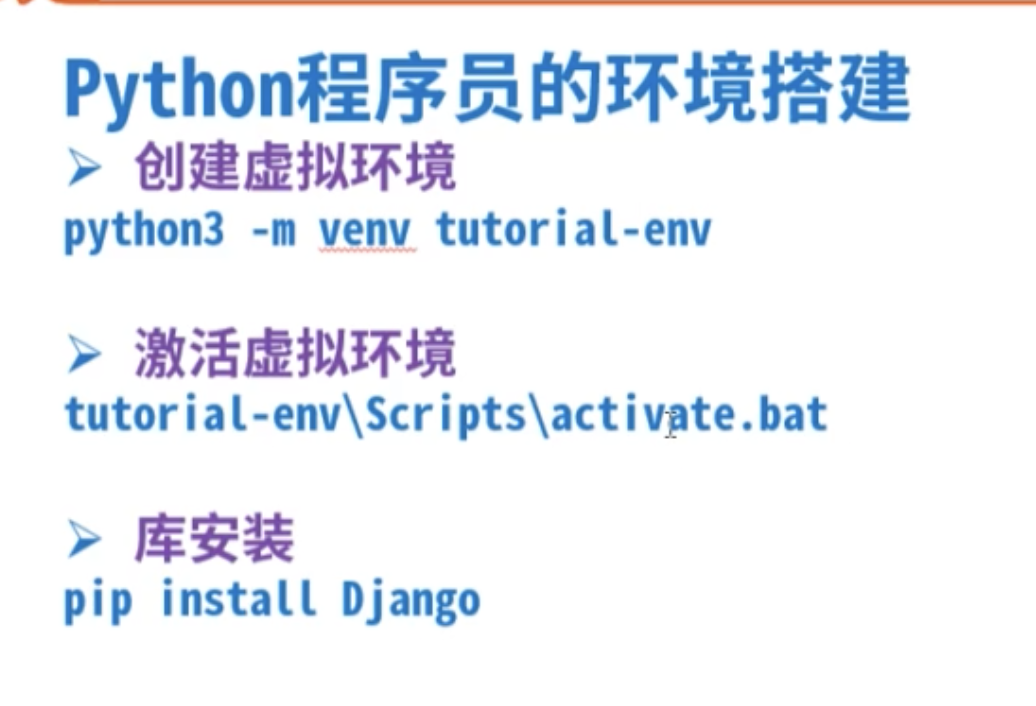 Python程序员的环境搭建
➢ 创建虚拟环境
python3 -m venv tutorial-env
➢ 激活虚拟环境
tutorial-env\Scripts\activate.bat
➢ 库安装
pip install Django